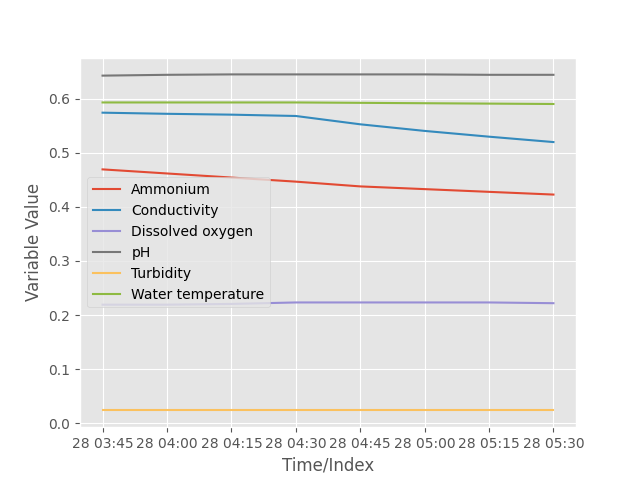 Variable Value
0.6
0.5
0.4
0.3
0.2
0.1
0.0
Ammonium
Conductivity
Dissolved oxygen
pH
Turbidity
Water temperature
28 03:45 28 04:00 28 04:15 28 04:30 28 04:45 28 05:00 28 05:15 28 05:30
Time/Index